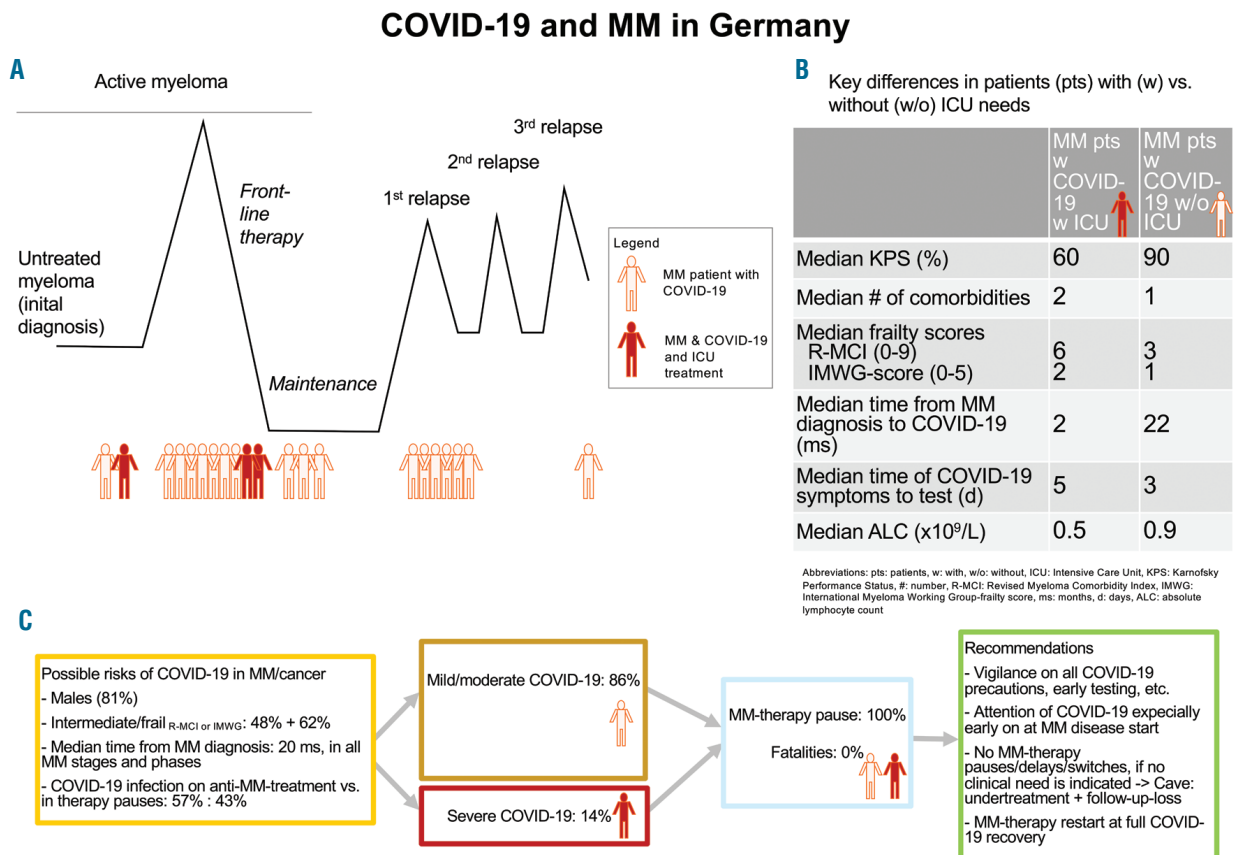 COVID-19 and MM in Germany
A
Active myeloma
3rd relapse
2nd relapse
1st relapse
Front-
line
therapy
Untreated
myeloma
(inital
diagnosis)
Maintenance
Legend
MM patient with
COVID-19
MM & COVID-19
and ICU
treatment
B
Key differences in patients (pts) with (w) vs.
without (w/o) ICU needs
MM pts
w
COVID-
19
w ICU
MM pts
w
COVID-
19 w/o
ICU
Median KPS (%) 60 90
Median # of comorbidities 2 1
Median frailty scores
R-MCI (0-9) 6 3
IMWG-score (0-5) 2 1
Median time from MM
diagnosis to COVID-19 2 22
(ms)
Median time of COVID-19
symptoms to test (d) 5 3
Median ALC (x10⁹/L) 0.5 0.9
Abbreviations: pts: patients, w: with, w/o: without, ICU: Intensive Care Unit, KPS: Karnofsky
Performance Status, #: number, R-MCI: Revised Myeloma Comorbidity Index, IMWG:
International Myeloma Working Group-frailty score, ms: months, d: days, ALC: absolute
lymphocyte count
C
Possible risks of COVID-19 in MM/cancer
- Males (81%)
- Intermediate/frail R-MCI or IMWG: 48% + 62%
- Median time from MM diagnosis: 20 ms, in all
MM stages and phases
- COVID-19 infection on anti-MM-treatment vs.
in therapy pauses: 57% : 43%
Mild/moderate COVID-19: 86%
Severe COVID-19: 14%
MM-therapy pause: 100%
Fatalities: 0%
Recommendations
- Vigilance on all COVID-19
precautions, early testing, etc.
- Attention of COVID-19 expecially
early on at MM disease start
- No MM-therapy
pauses/delays/switches, if no
clinical need is indicated -> Cave:
undertreatment + follow-up-loss
- MM-therapy restart at full COVID-
19 recovery